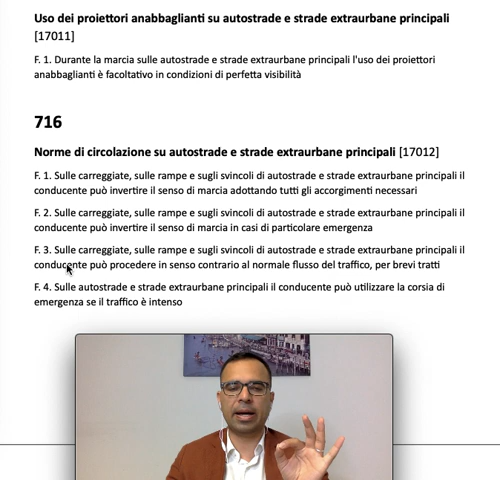 Uso dei proiettori anabbaglianti su autostrade e strade extraurbane principali
[17011]
F. 1. Durante la marcia sulle autostrade e strade extraurbane principali l'uso dei proiettori
anabbaglianti è facoltativo in condizioni di perfetta visibilità
716
Norme di circolazione su autostrade e strade extraurbane principali [17012]
F. 1. Sulle carreggiate, sulle rampe e sugli svincoli di autostrade e strade extraurbane principali il
conducente può invertire il senso di marcia adottando tutti gli accorgimenti necessari
F. 2. Sulle carreggiate, sulle rampe e sugli svincoli di autostrade e strade extraurbane principali il
conducente può invertire il senso di marcia in casi di particolare emergenza
F. 3. Sulle carreggiate, sulle rampe e sugli svincoli di autostrade e strade extraurbane principali il
conducente può procedere in senso contrario al normale flusso del traffico, per brevi tratti
F. 4. Sulle autostrade e strade extraurbane principali il conducente può utilizzare la corsia di
emergenza se il traffico è intenso